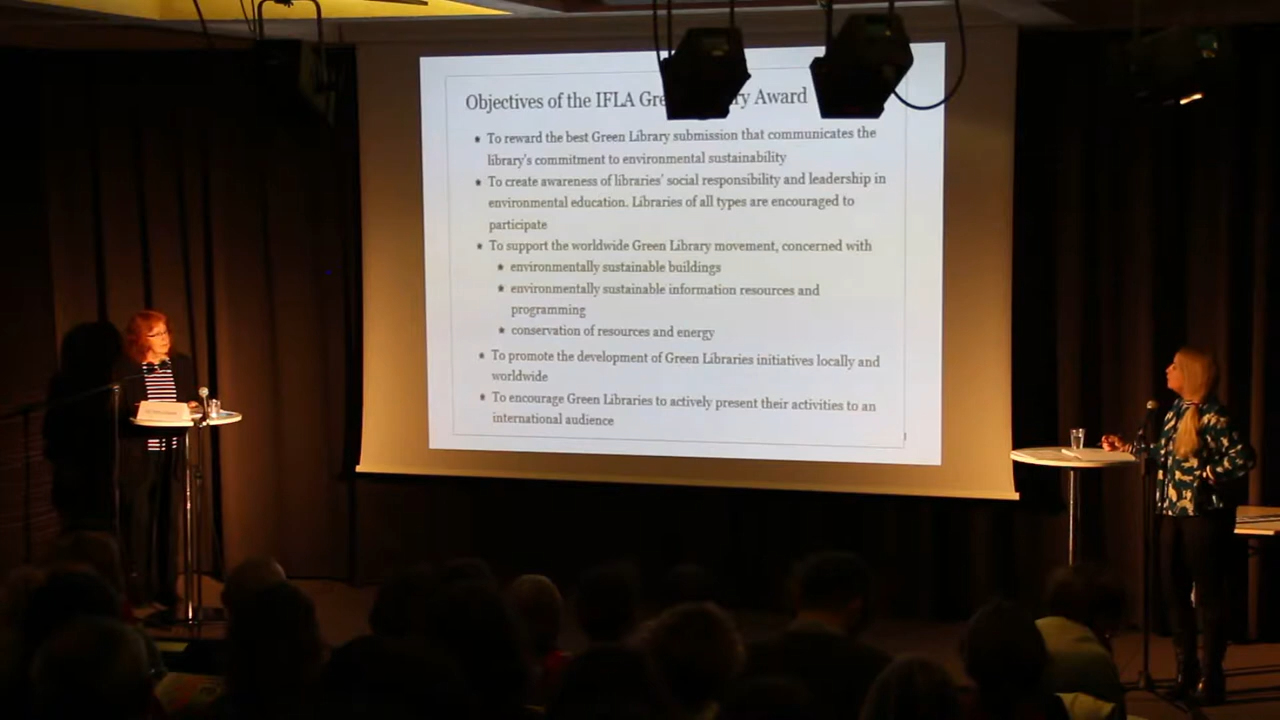 Objectives of the IFLA Gre ry Award
• To reward the best Green Library submission that communicates the
library's commitment to environmental sustainability
• To create awareness of libraries' social responsibility and leadership in
environmental education. Libraries of all types are encouraged to
participate
• To support the worldwide Green Library movement, concerned with
• environmentally sustainable buildings
• environmentally sustainable information resources and
programming
• conservation of resources and energy
• To promote the development of Green Libraries initiatives locally and
worldwide
• To encourage Green Libraries to actively present their activities to an
international audience